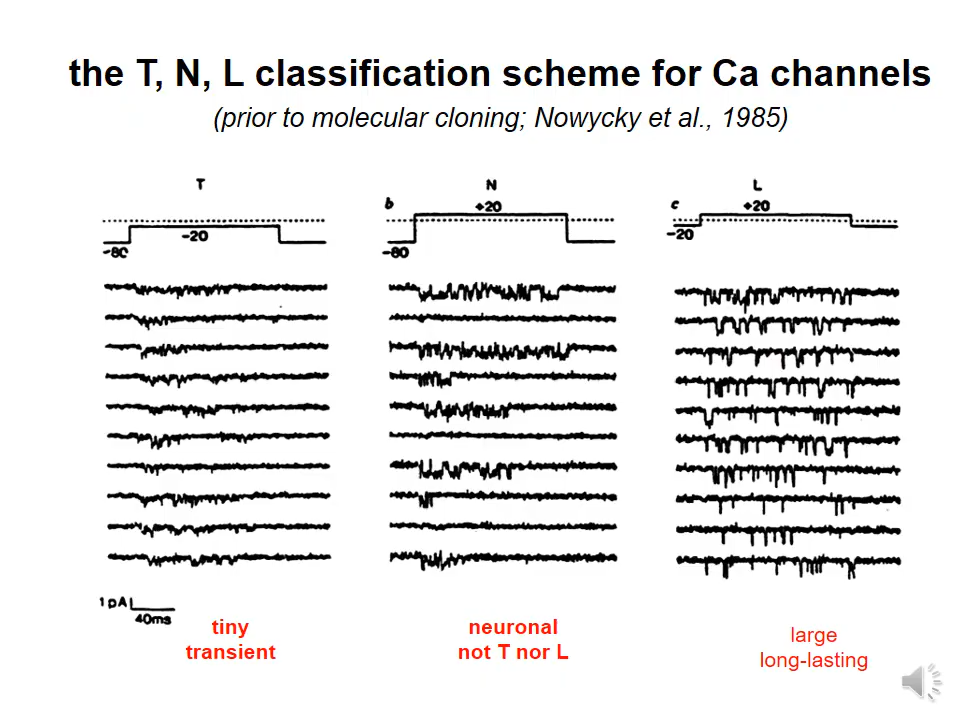 the T, N, L classification scheme for Ca channels
(prior to molecular cloning; Nowycky et al., 1985)
T
-20
-80
b
N
+20
-80
c
L
+20
-20
1 pA
40ms
tiny
transient
neuronal
not T nor L
large
long-lasting